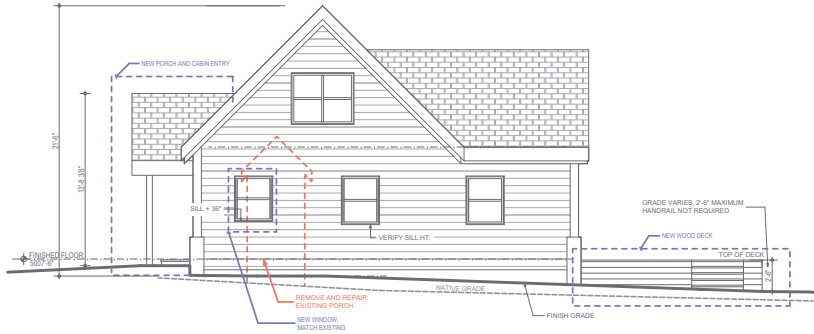 NEW PORCH AND CABIN ENTRY
21'-6"
13'-8 3/8"
SILL + 36"
VERIFY SILL HT.
GRADE VARIES, 2'-6" MAXIMUM
HANDRAIL NOT REQUIRED
NEW WOOD DECK
FINISHED FLOOR
5007'-6"
TOP OF DECK
2'-6"
NATIVE GRADE
REMOVE AND REPAIR
EXISTING PORCH
FINISH GRADE
NEW WINDOW,
MATCH EXISTING